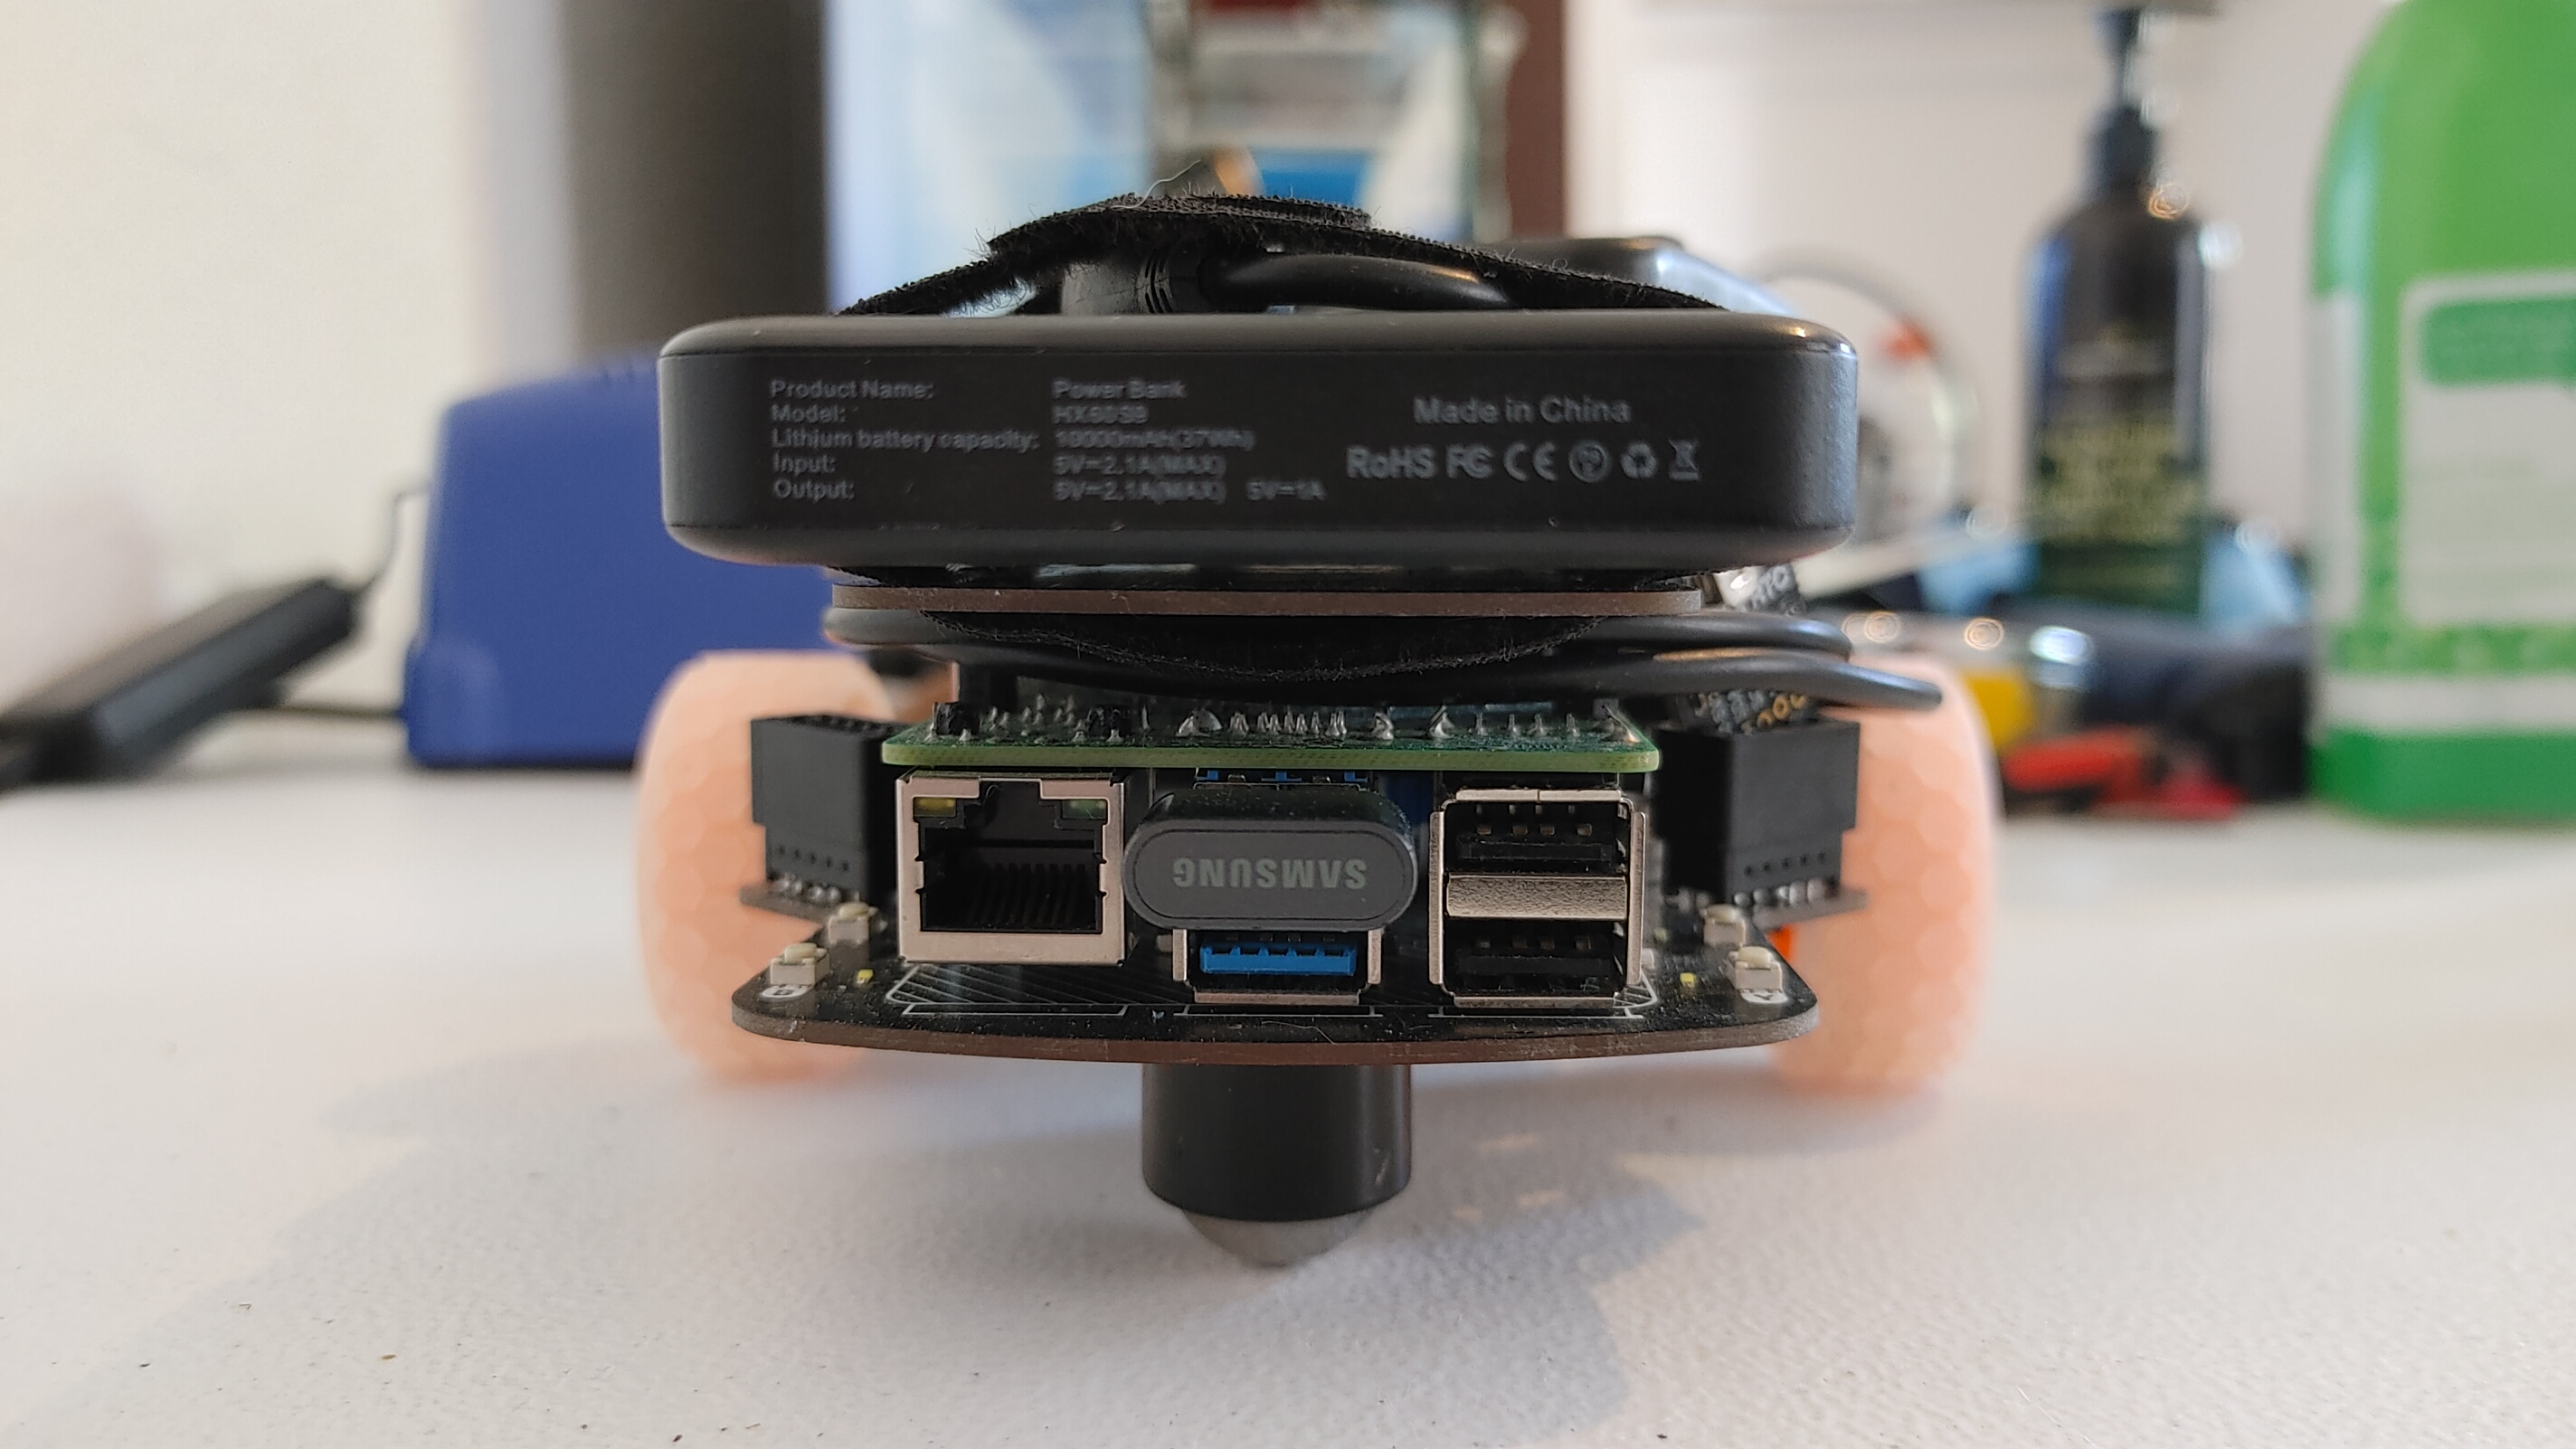 Product Name: Power Bank
Model: HX60S9
Lithium battery capacity: 10000mAh(37Wh)
Input: 5V⎓2.1A(MAX)
Output: 5V⎓2.1A(MAX) 5V⎓1A
Made in China
RoHS FC CE
SAMSUNG
B
A